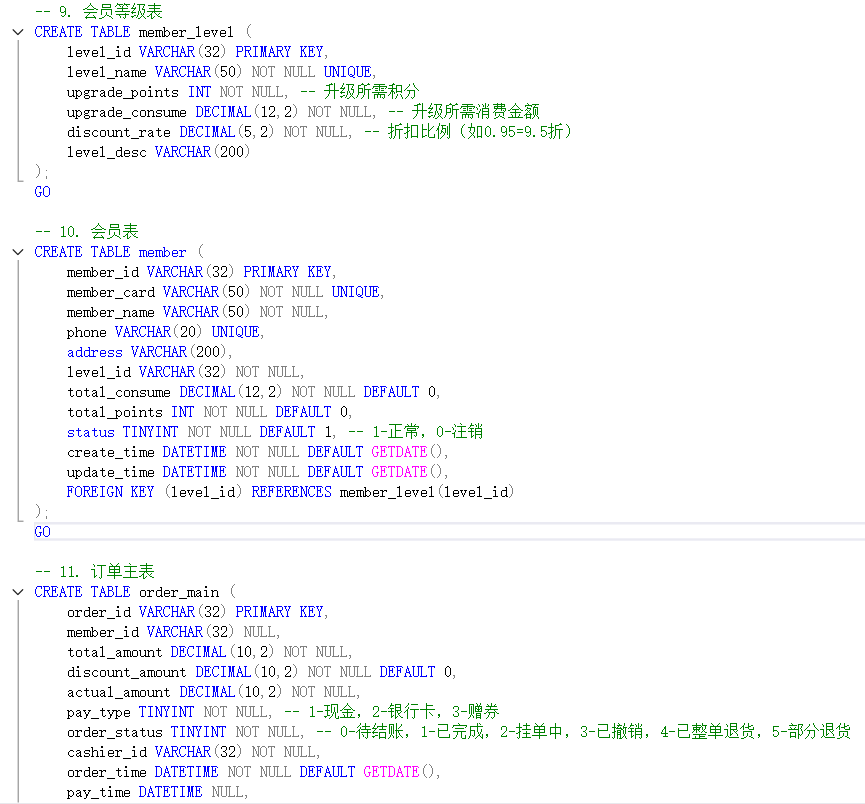 -- 9. 会员等级表
CREATE TABLE member_level (
level_id VARCHAR(32) PRIMARY KEY,
level_name VARCHAR(50) NOT NULL UNIQUE,
upgrade_points INT NOT NULL, -- 升级所需积分
upgrade_consume DECIMAL(12,2) NOT NULL, -- 升级所需消费金额
discount_rate DECIMAL(5,2) NOT NULL, -- 折扣比例（如0.95=9.5折）
level_desc VARCHAR(200)
);
GO
-- 10. 会员表
CREATE TABLE member (
member_id VARCHAR(32) PRIMARY KEY,
member_card VARCHAR(50) NOT NULL UNIQUE,
member_name VARCHAR(50) NOT NULL,
phone VARCHAR(20) UNIQUE,
address VARCHAR(200),
level_id VARCHAR(32) NOT NULL,
total_consume DECIMAL(12,2) NOT NULL DEFAULT 0,
total_points INT NOT NULL DEFAULT 0,
status TINYINT NOT NULL DEFAULT 1, -- 1-正常，0-注销
create_time DATETIME NOT NULL DEFAULT GETDATE(),
update_time DATETIME NOT NULL DEFAULT GETDATE(),
FOREIGN KEY (level_id) REFERENCES member_level(level_id)
);
GO
-- 11. 订单主表
CREATE TABLE order_main (
order_id VARCHAR(32) PRIMARY KEY,
member_id VARCHAR(32) NULL,
total_amount DECIMAL(10,2) NOT NULL,
discount_amount DECIMAL(10,2) NOT NULL DEFAULT 0,
actual_amount DECIMAL(10,2) NOT NULL,
pay_type TINYINT NOT NULL, -- 1-现金，2-银行卡，3-赠券
order_status TINYINT NOT NULL, -- 0-待结账，1-已完成，2-挂单中，3-已撤销，4-已整单退货，5-部分退货
cashier_id VARCHAR(32) NOT NULL,
order_time DATETIME NOT NULL DEFAULT GETDATE(),
pay_time DATETIME NULL,